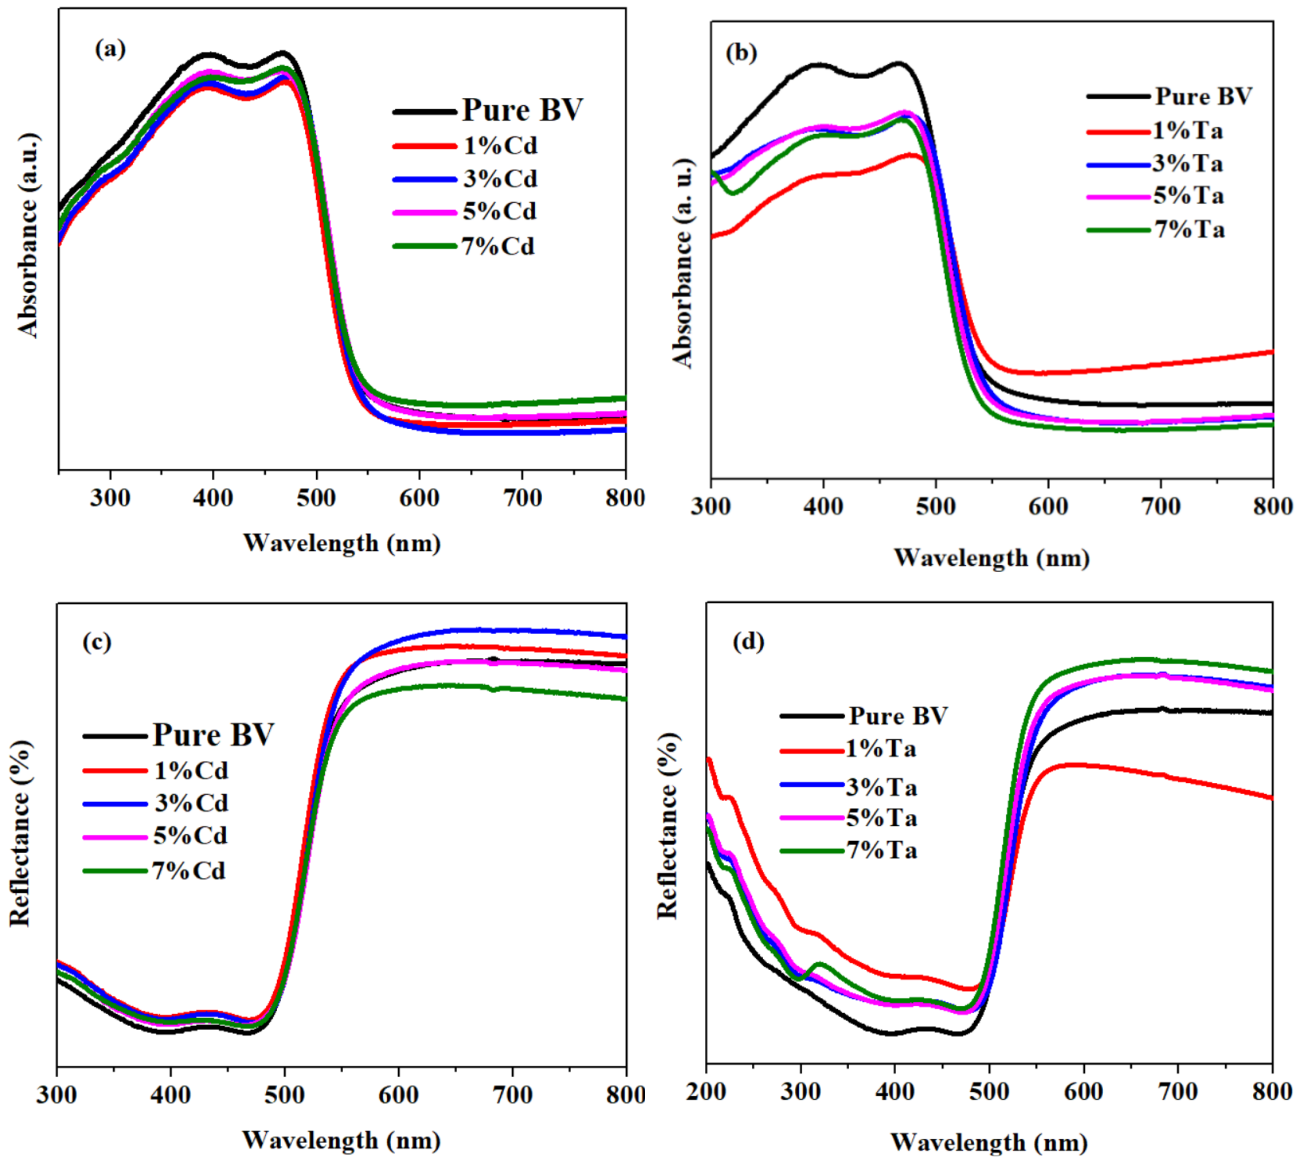 (a)
Pure BV
1%Cd
3%Cd
5%Cd
7%Cd
Absorbance (a.u.)
300 400 500 600 700 800
Wavelength (nm)
(b)
Pure BV
1%Ta
3%Ta
5%Ta
7%Ta
Absorbance (a. u.)
300 400 500 600 700 800
Wavelength (nm)
(c)
Pure BV
1%Cd
3%Cd
5%Cd
7%Cd
Reflectance (%)
300 400 500 600 700 800
Wavelength (nm)
(d)
Pure BV
1%Ta
3%Ta
5%Ta
7%Ta
Reflectance (%)
200 300 400 500 600 700 800
Wavelength (nm)